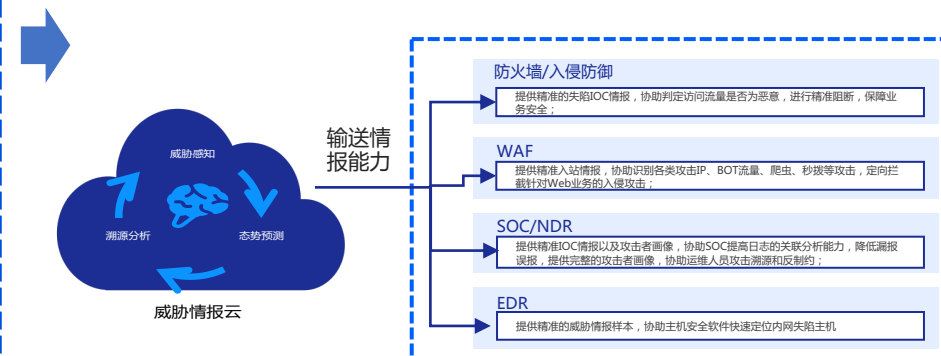 威胁感知
溯源分析
态势预测
威胁情报云
输送情
报能力
防火墙/入侵防御
提供精准的失陷IOC情报，协助判定访问流量是否为恶意，进行精准阻断，保障业
务安全；
WAF
提供精准入站情报，协助识别各类攻击IP、BOT流量、爬虫、秒拨等攻击，定向拦
截针对Web业务的入侵攻击；
SOC/NDR
提供精准IOC情报以及攻击者画像，协助SOC提高日志的关联分析能力，降低漏报
误报，提供完整的攻击者画像，协助运维人员攻击溯源和反制约；
EDR
提供精准的威胁情报样本，协助主机安全软件快速定位内网失陷主机